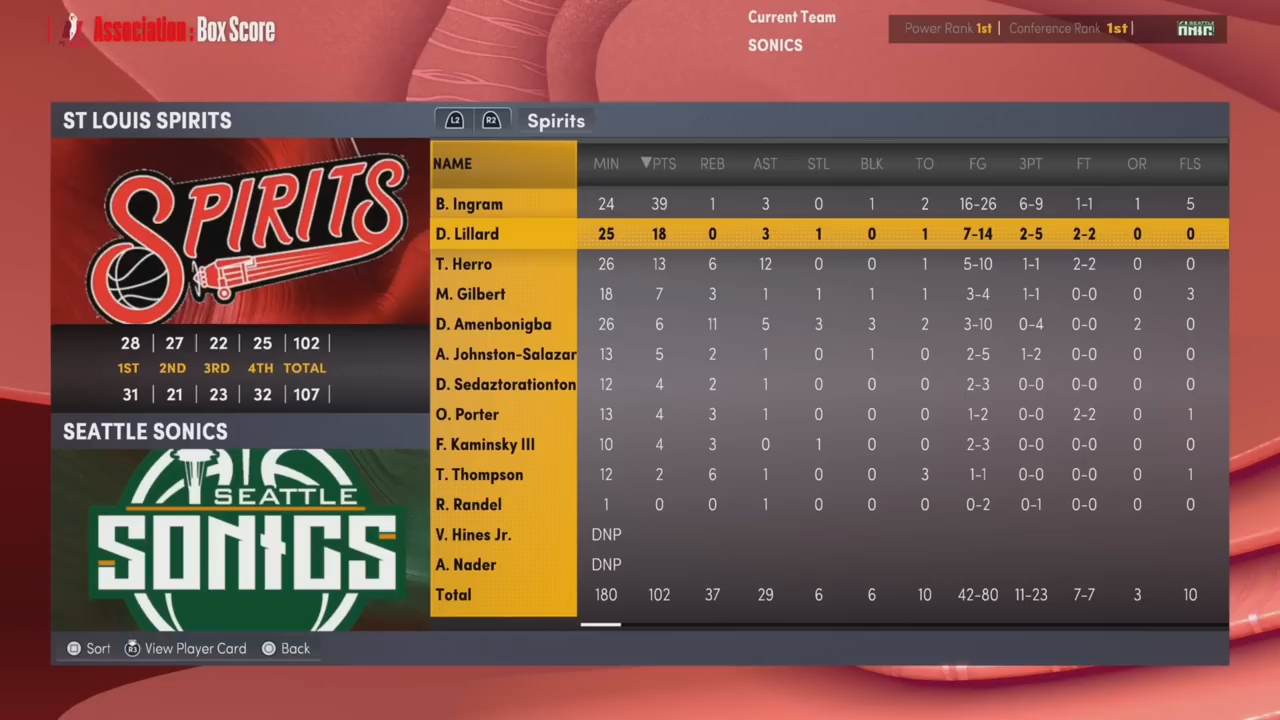 Association: Box Score
Current Team
SONICS
Power Rank 1st | Conference Rank 1st |
ST LOUIS SPIRITS
SPIRITS
28 | 27 | 22 | 25 | 102 |
1ST 2ND 3RD 4TH TOTAL
31 | 21 | 23 | 32 | 107 |
SEATTLE SONICS
SEATTLE
SONICS
L2 R2 Spirits
NAME MIN ▼PTS REB AST STL BLK TO FG 3PT FT OR FLS
B. Ingram 24 39 1 3 0 1 2 16-26 6-9 1-1 1 5
D. Lillard 25 18 0 3 1 0 1 7-14 2-5 2-2 0 0
T. Herro 26 13 6 12 0 0 1 5-10 1-1 2-2 0 0
M. Gilbert 18 7 3 1 1 1 1 3-4 1-1 0-0 0 3
D. Amenbonigba 26 6 11 5 3 3 2 3-10 0-4 0-0 2 0
A. Johnston-Salazar 13 5 2 1 0 1 0 2-5 1-2 0-0 0 0
D. Sedaztorationton 12 4 2 1 0 0 0 2-3 0-0 0-0 0 0
O. Porter 13 4 3 1 0 0 0 1-2 0-0 2-2 0 1
F. Kaminsky III 10 4 3 0 1 0 0 2-3 0-0 0-0 0 0
T. Thompson 12 2 6 1 0 0 3 1-1 0-0 0-0 0 1
R. Randel 1 0 0 1 0 0 0 0-2 0-1 0-0 0 0
V. Hines Jr. DNP
A. Nader DNP
Total 180 102 37 29 6 6 10 42-80 11-23 7-7 3 10
Sort R3 View Player Card Back